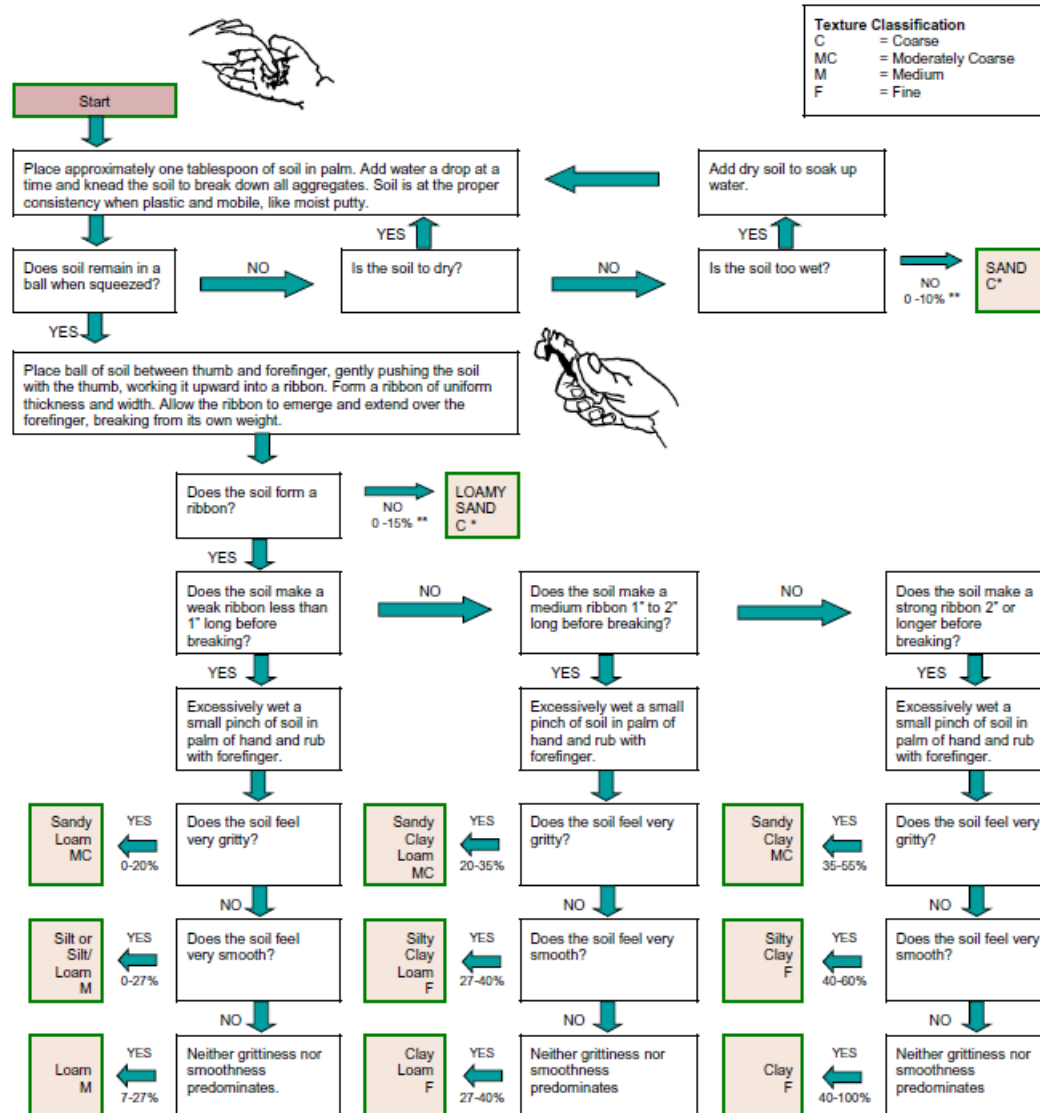 Texture Classification
C = Coarse
MC = Moderately Coarse
M = Medium
F = Fine
Start
Place approximately one tablespoon of soil in palm. Add water a drop at a
time and knead the soil to break down all aggregates. Soil is at the proper
consistency when plastic and mobile, like moist putty.
Add dry soil to soak up
water.
YES
YES
Does soil remain in a
ball when squeezed?
NO
Is the soil to dry?
NO
Is the soil too wet?
NO
0 -10% **
SAND
C*
YES
Place ball of soil between thumb and forefinger, gently pushing the soil
with the thumb, working it upward into a ribbon. Form a ribbon of uniform
thickness and width. Allow the ribbon to emerge and extend over the
forefinger, breaking from its own weight.
Does the soil form a
ribbon?
NO
0 -15% **
LOAMY
SAND
C *
YES
Does the soil make a
weak ribbon less than
1" long before
breaking?
NO
Does the soil make a
medium ribbon 1" to 2"
long before breaking?
NO
Does the soil make a
strong ribbon 2" or
longer before
breaking?
YES
YES
YES
Excessively wet a
small pinch of soil in
palm of hand and rub
with forefinger.
Excessively wet a small
pinch of soil in palm of
hand and rub with
forefinger.
Excessively wet a
small pinch of soil in
palm of hand and rub
with forefinger.
Sandy
Loam
MC
YES
0-20%
Does the soil feel
very gritty?
Sandy
Clay
Loam
MC
YES
20-35%
Does the soil feel very
gritty?
Sandy
Clay
MC
YES
35-55%
Does the soil feel very
gritty?
NO
NO
NO
Silt or
Silt/
Loam
M
YES
0-27%
Does the soil feel
very smooth?
Silty
Clay
Loam
F
YES
27-40%
Does the soil feel very
smooth?
Silty
Clay
F
YES
40-60%
Does the soil feel very
smooth?
NO
NO
NO
Loam
M
YES
7-27%
Neither grittiness nor
smoothness
predominates.
Clay
Loam
F
YES
27-40%
Neither grittiness nor
smoothness
predominates
Clay
F
YES
40-100%
Neither grittiness nor
smoothness
predominates